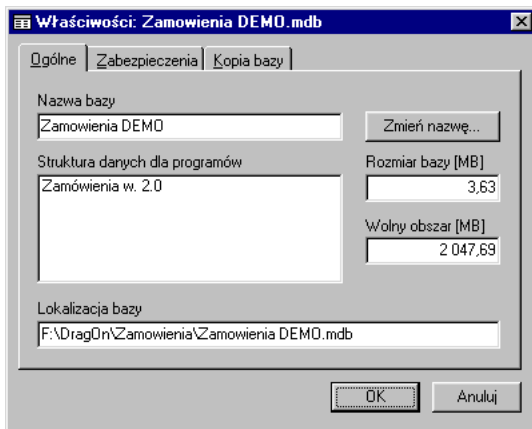 Właściwości: Zamowienia DEMO.mdb
Ogólne Zabezpieczenia Kopia bazy
Nazwa bazy
Zamowienia DEMO
Zmień nazwę...
Struktura danych dla programów
Zamówienia w. 2.0
Rozmiar bazy [MB]
3,63
Wolny obszar [MB]
2 047,69
Lokalizacja bazy
F:\DragOn\Zamowienia\Zamowienia DEMO.mdb
OK Anuluj